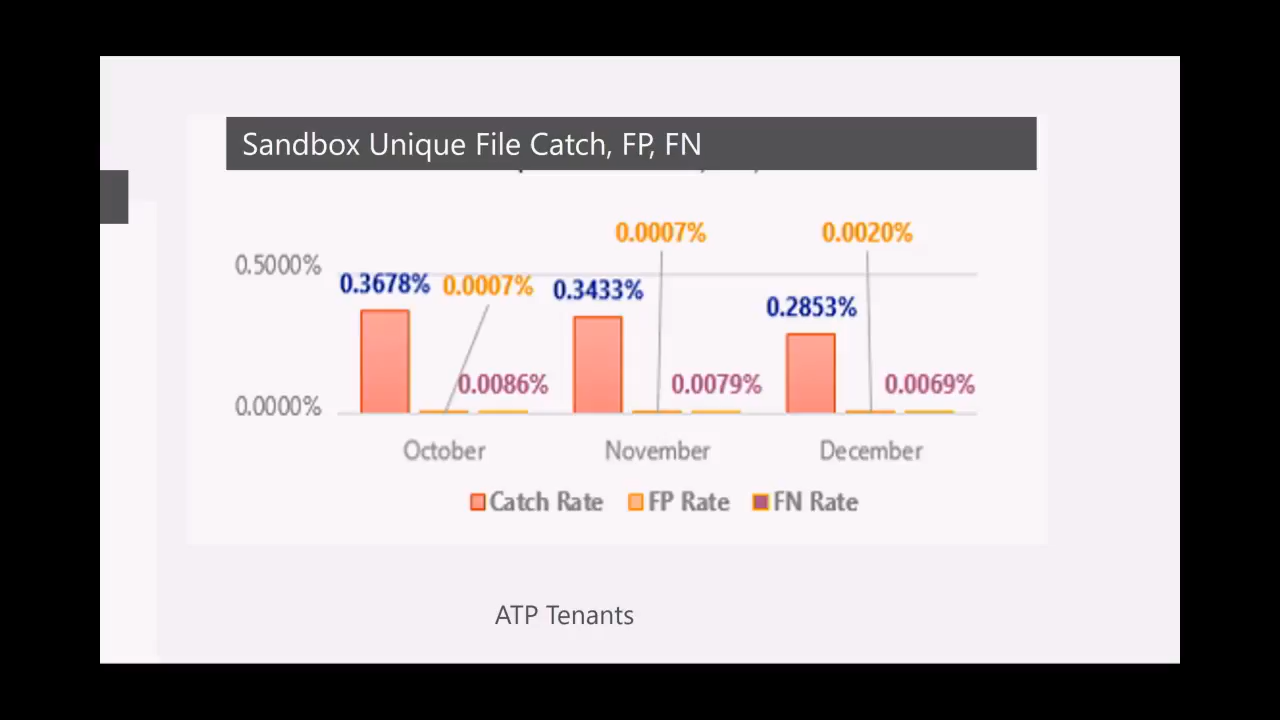 Sandbox Unique File Catch, FP, FN
0.0007% 0.0020%
0.5000%
0.3678% 0.0007% 0.3433% 0.2853%
0.0086% 0.0079% 0.0069%
0.0000%
October November December
Catch Rate FP Rate FN Rate
ATP Tenants